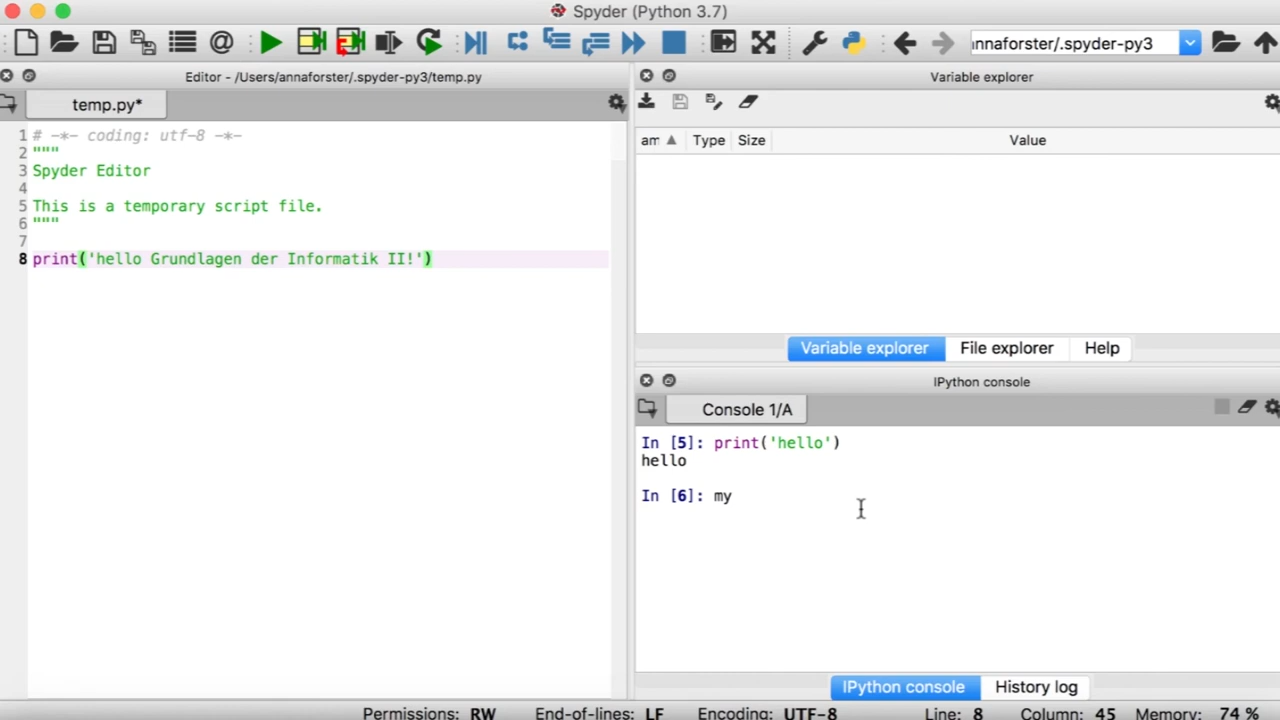 Spyder (Python 3.7)
nnaforster/.spyder-py3
Editor - /Users/annaforster/.spyder-py3/temp.py
temp.py*
1 # -*- coding: utf-8 -*-
2 """
3 Spyder Editor
4
5 This is a temporary script file.
6 """
7
8 print('hello Grundlagen der Informatik II!')
Variable explorer
am Type Size Value
Variable explorer File explorer Help
IPython console
Console 1/A
In [5]: print('hello')
hello
In [6]: my
IPython console History log
Permissions: RW End-of-lines: LF Encoding: UTF-8 Line: 8 Column: 45 Memory: 74 %